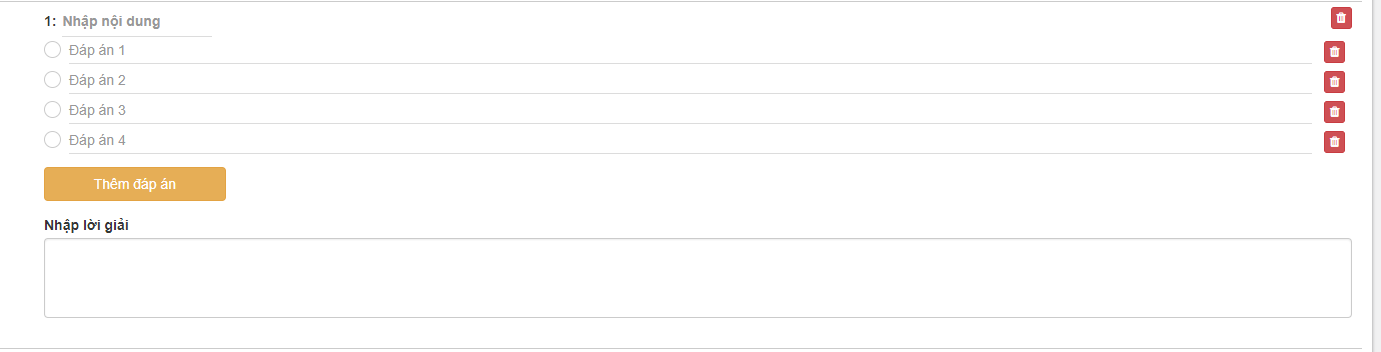 1: Nhập nội dung
Đáp án 1
Đáp án 2
Đáp án 3
Đáp án 4
Thêm đáp án
Nhập lời giải